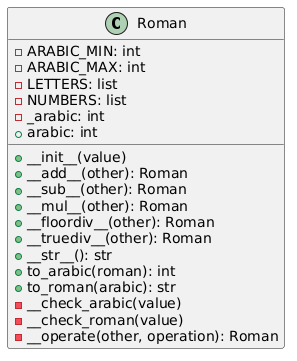 C Roman
ARABIC_MIN: int
ARABIC_MAX: int
LETTERS: list
NUMBERS: list
_arabic: int
arabic: int
__init__(value)
__add__(other): Roman
__sub__(other): Roman
__mul__(other): Roman
__floordiv__(other): Roman
__truediv__(other): Roman
__str__(): str
to_arabic(roman): int
to_roman(arabic): str
__check_arabic(value)
__check_roman(value)
__operate(other, operation): Roman